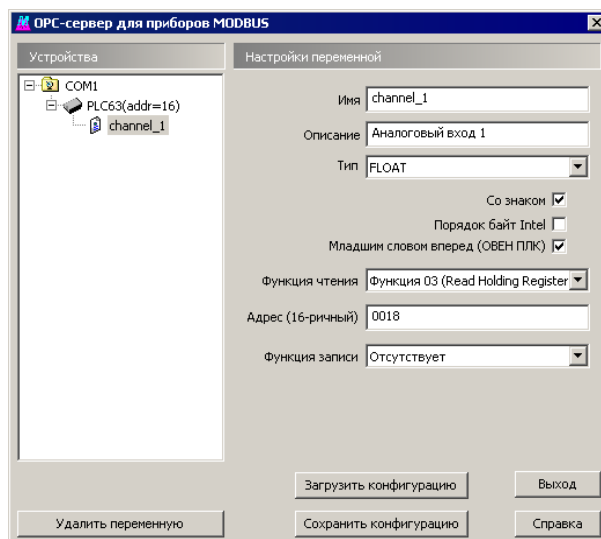 ОРС-сервер для приборов MODBUS
Устройства
COM1
PLC63(addr=16)
channel_1
Настройки переменной
Имя channel_1
Описание Аналоговый вход 1
Тип FLOAT
Со знаком
Порядок байт Intel
Младшим словом вперед (ОВЕН ПЛК)
Функция чтения Функция 03 (Read Holding Register
Адрес (16-ричный) 0018
Функция записи Отсутствует
Загрузить конфигурацию Выход
Удалить переменную Сохранить конфигурацию Справка